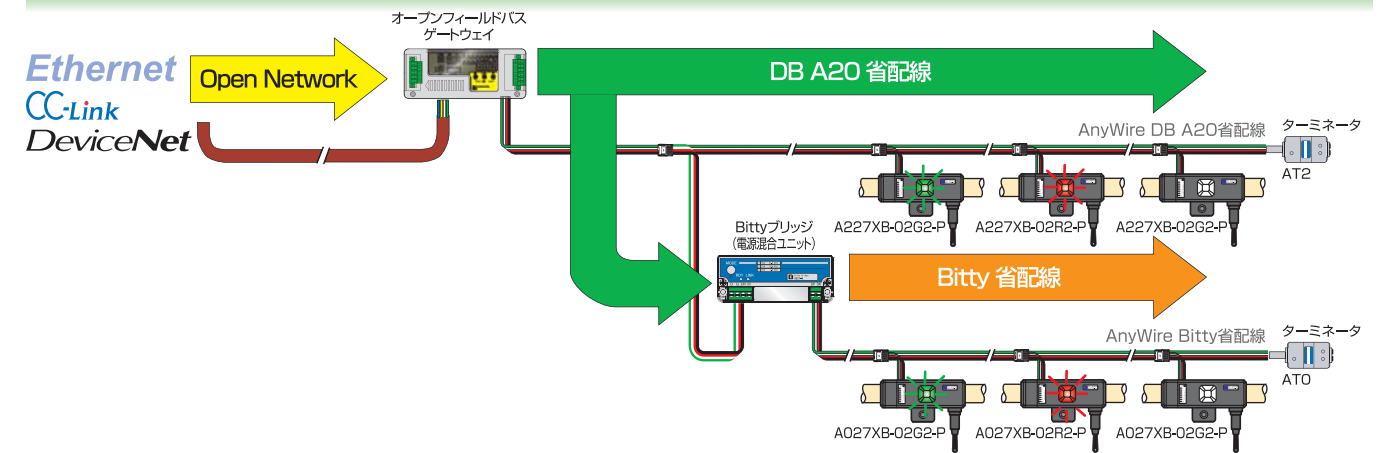 オープンフィールドバス
ゲートウェイ
Ethernet
CC-Link
DeviceNet
Open Network
DB A20 省配線
AnyWire DB A20省配線
ターミネータ
AT2
A227XB-02G2-P
A227XB-02R2-P
A227XB-02G2-P
Bittyブリッジ
(電源混合ユニット)
MODE
RDY LINK
Bitty 省配線
AnyWire Bitty省配線
ターミネータ
AT0
A027XB-02G2-P
A027XB-02R2-P
A027XB-02G2-P